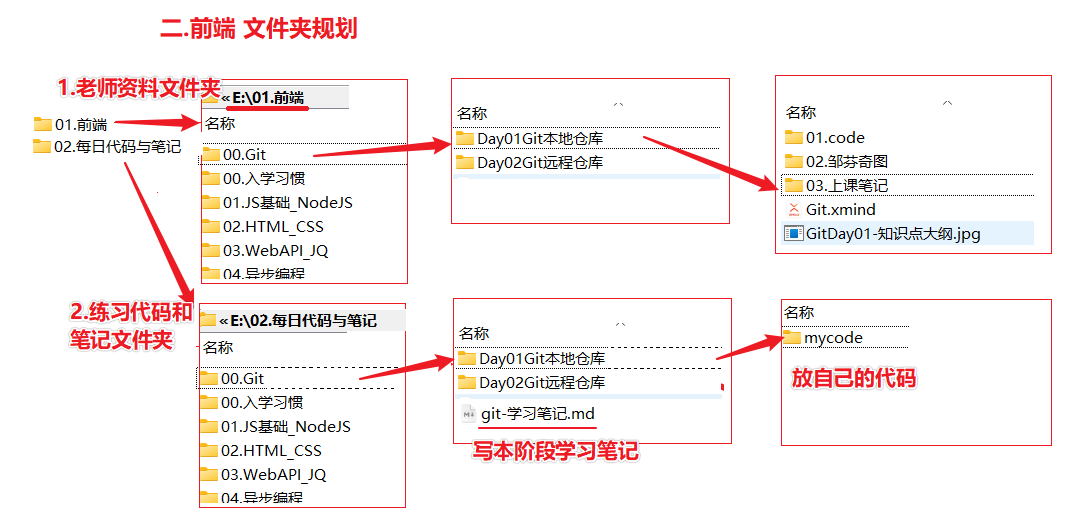 二.前端 文件夹规划
1.老师资料文件夹
01.前端
02.每日代码与笔记
« E:\01.前端
名称
00.Git
00.入学习惯
01.JS基础_NodeJS
02.HTML_CSS
03.WebAPI_JQ
04.异步编程
名称
Day01Git本地仓库
Day02Git远程仓库
名称
01.code
02.邹芬奇图
03.上课笔记
Git.xmind
GitDay01-知识点大纲.jpg
2.练习代码和
笔记文件夹
« E:\02.每日代码与笔记
名称
00.Git
00.入学习惯
01.JS基础_NodeJS
02.HTML_CSS
03.WebAPI_JQ
04.异步编程
名称
Day01Git本地仓库
Day02Git远程仓库
git-学习笔记.md
写本阶段学习笔记
名称
mycode
放自己的代码